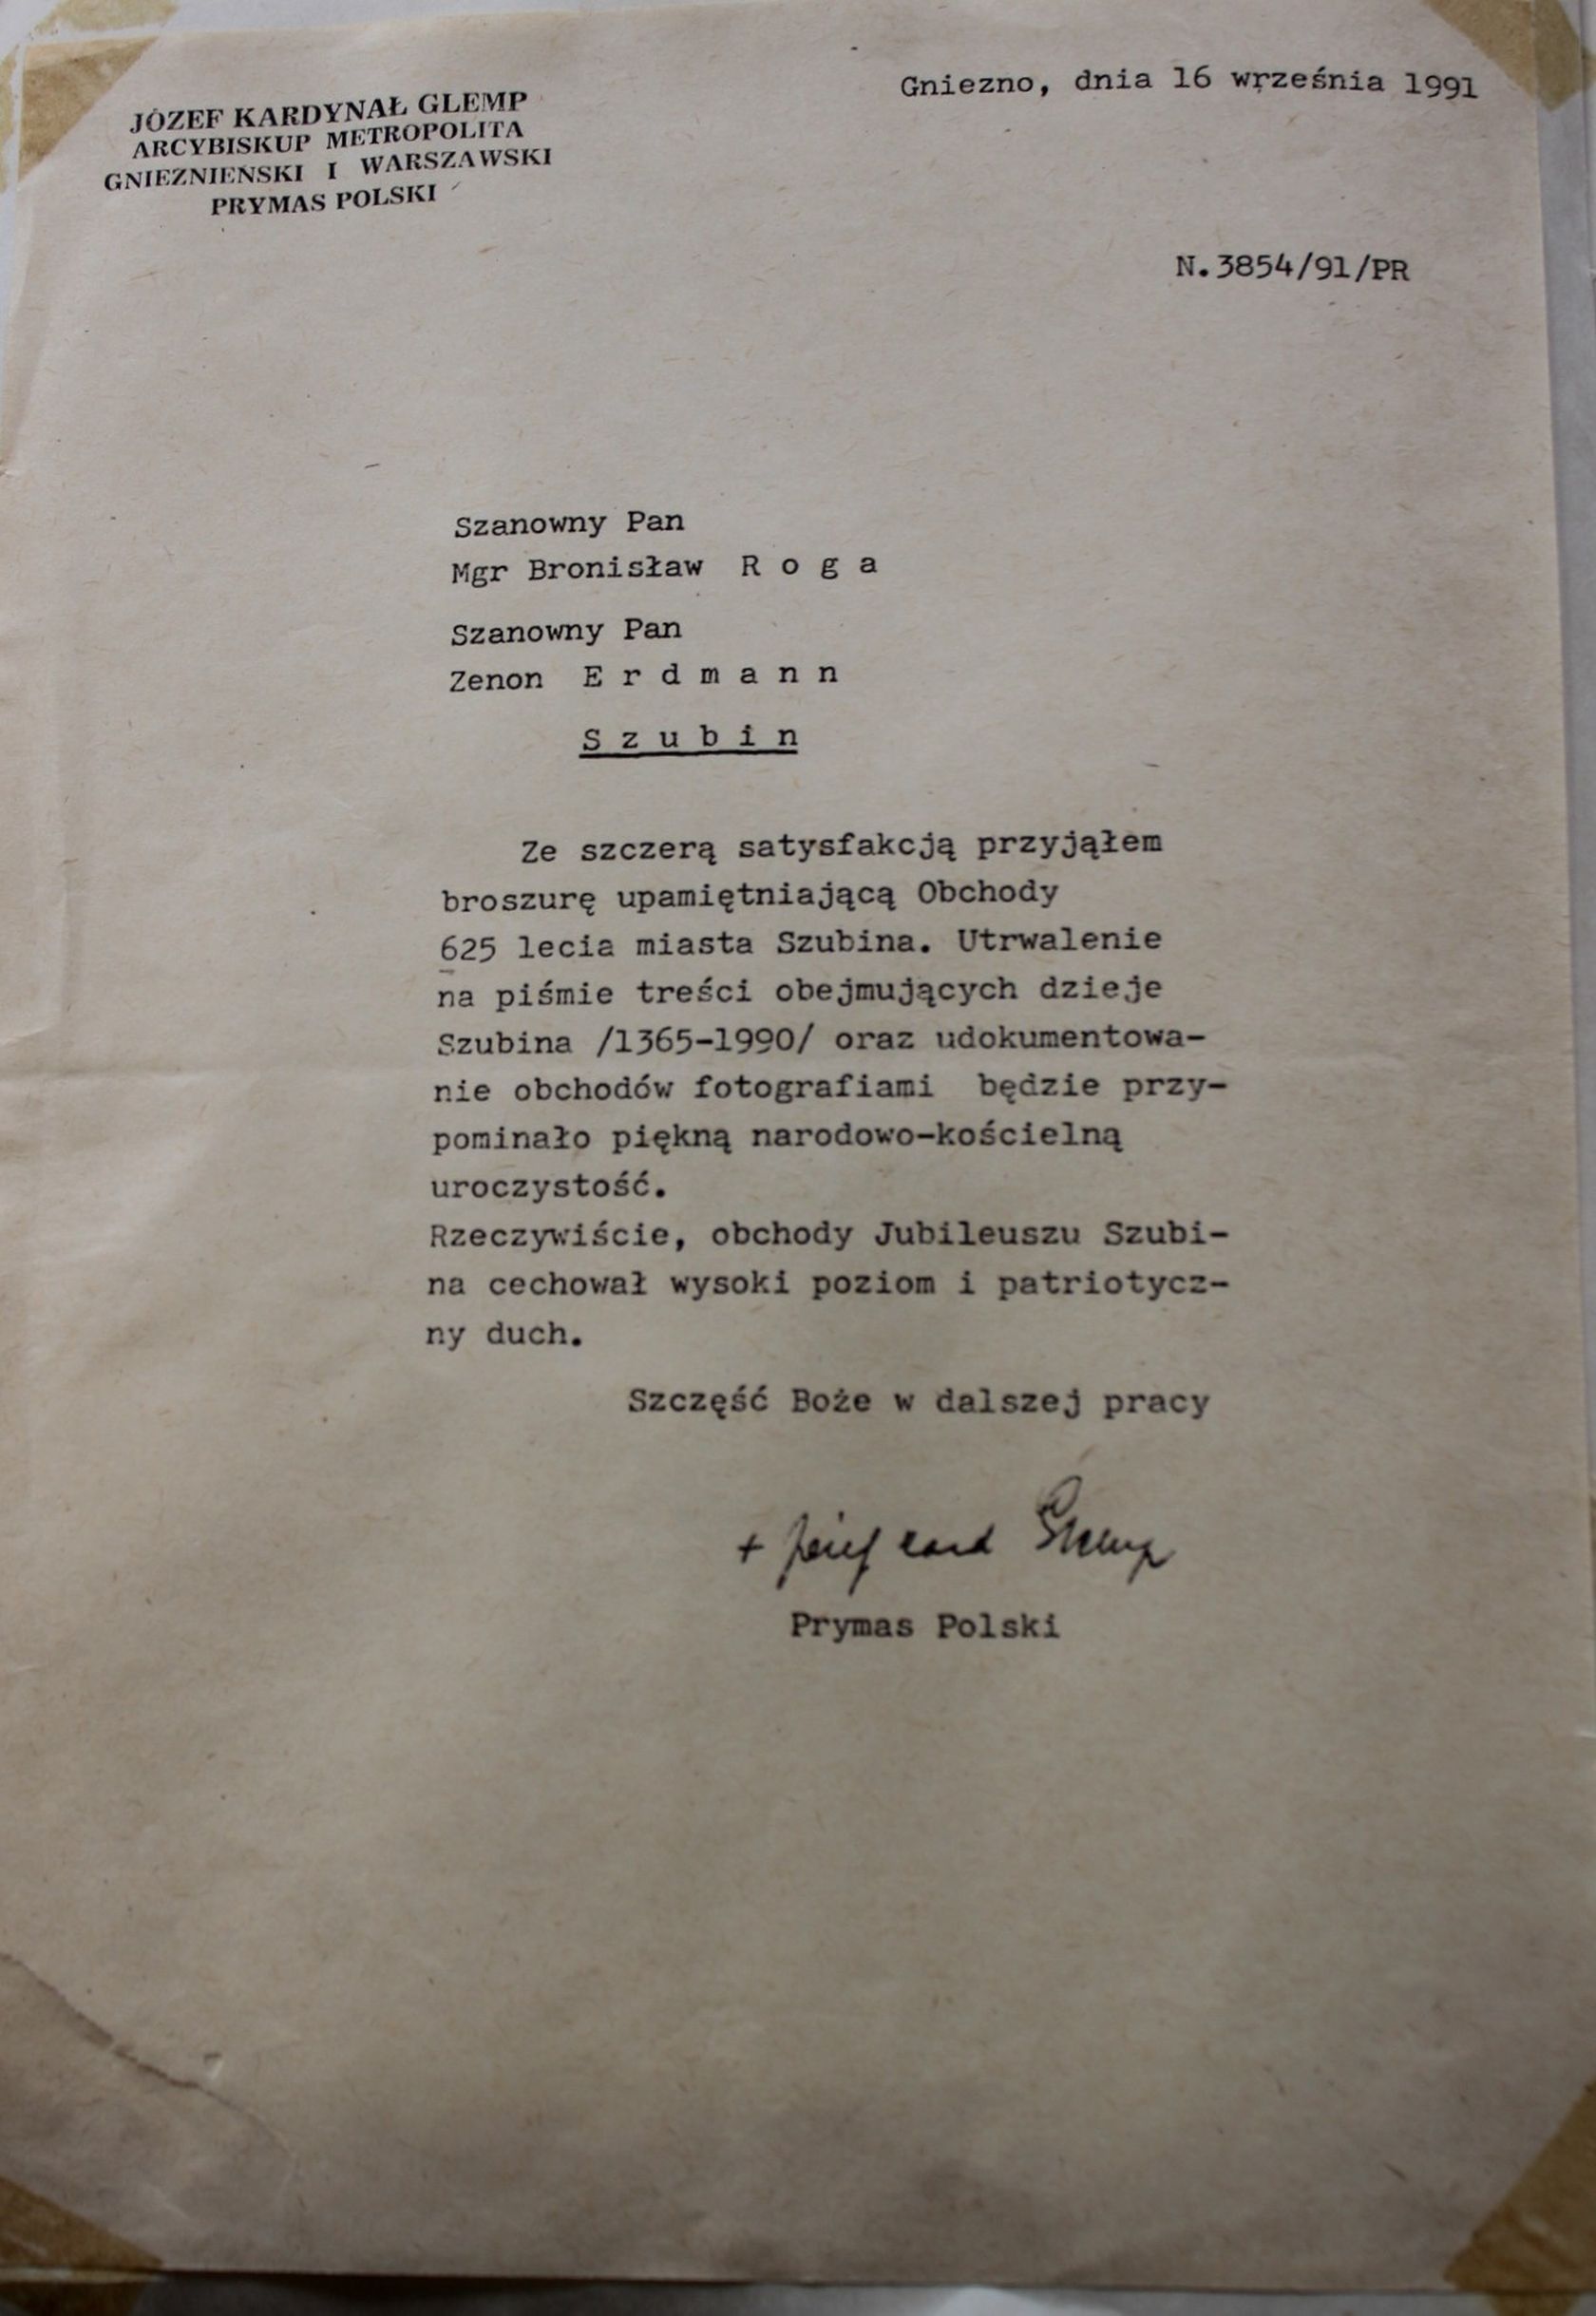 JÓZEF KARDYNAŁ GLEMP
ARCYBISKUP METROPOLITA
GNIEŹNIEŃSKI I WARSZAWSKI
PRYMAS POLSKI
Gniezno, dnia 16 września 1991
N.3854/91/PR
Szanowny Pan
Mgr Bronisław R o g a
Szanowny Pan
Zenon E r d m a n n
S z u b i n
Ze szczerą satysfakcją przyjąłem
broszurę upamiętniającą Obchody
625 lecia miasta Szubina. Utrwalenie
na piśmie treści obejmujących dzieje
Szubina /1365-1990/ oraz udokumentowa-
nie obchodów fotografiami będzie przy-
pominało piękną narodowo-kościelną
uroczystość.
Rzeczywiście, obchody Jubileuszu Szubi-
na cechował wysoki poziom i patriotycz-
ny duch.
Szczęść Boże w dalszej pracy
+ Józef card Glemp
Prymas Polski